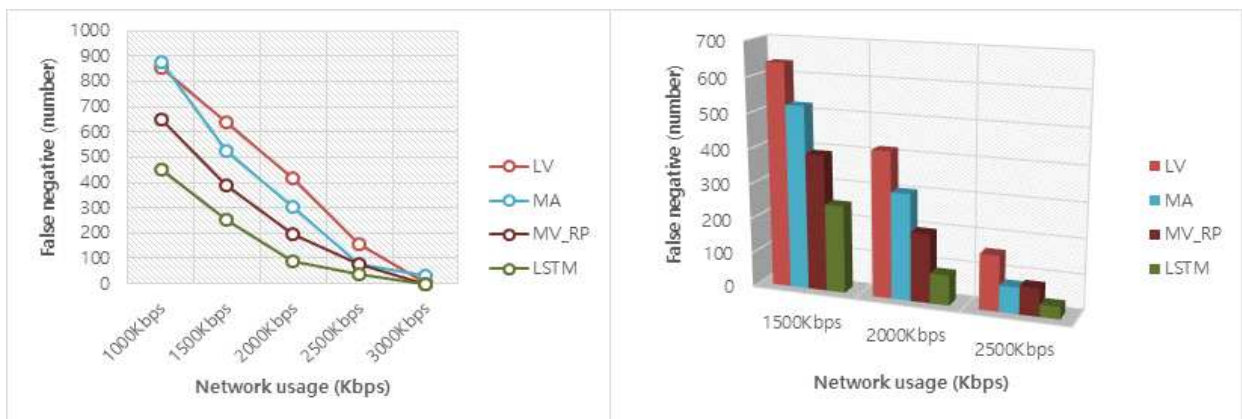 1000
900
800
700
600
500
400
300
200
100
0
False negative (number)
1000Kbps
1500Kbps
2000Kbps
2500Kbps
3000Kbps
Network usage (Kbps)
LV
MA
MV_RP
LSTM
700
600
500
400
300
200
100
0
False negative (number)
1500Kbps
2000Kbps
2500Kbps
Network usage (Kbps)
LV
MA
MV_RP
LSTM